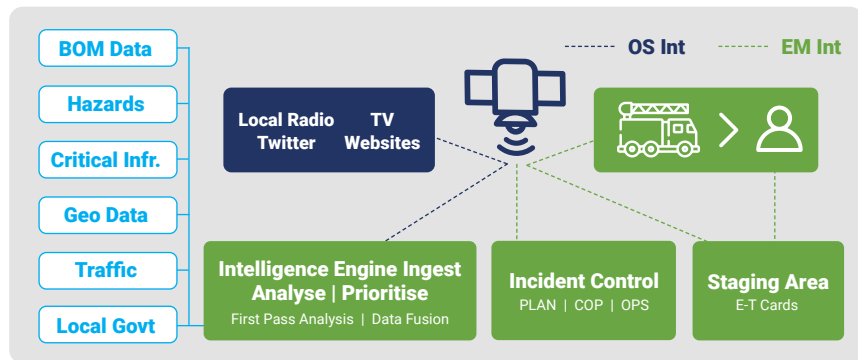 BOM Data
Hazards
Critical Infr.
Geo Data
Traffic
Local Govt
Local Radio TV
Twitter Websites
OS Int
EM Int
Intelligence Engine Ingest
Analyse | Prioritise
First Pass Analysis | Data Fusion
Incident Control
PLAN | COP | OPS
Staging Area
E-T Cards